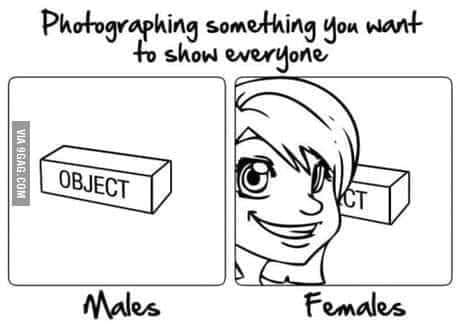 Photographing something you want
to show everyone
VIA 9GAG.COM
OBJECT
CT
Males
Females